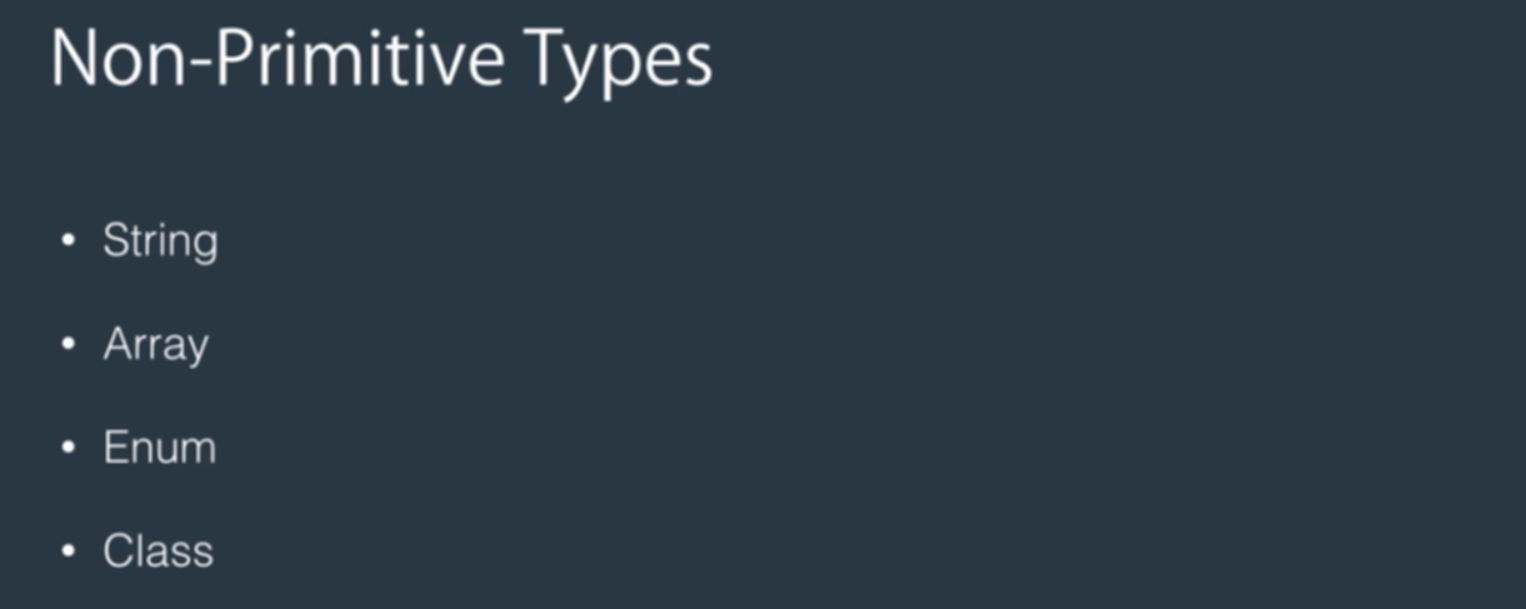 Non-Primitive Types
• String
• Array
• Enum
• Class